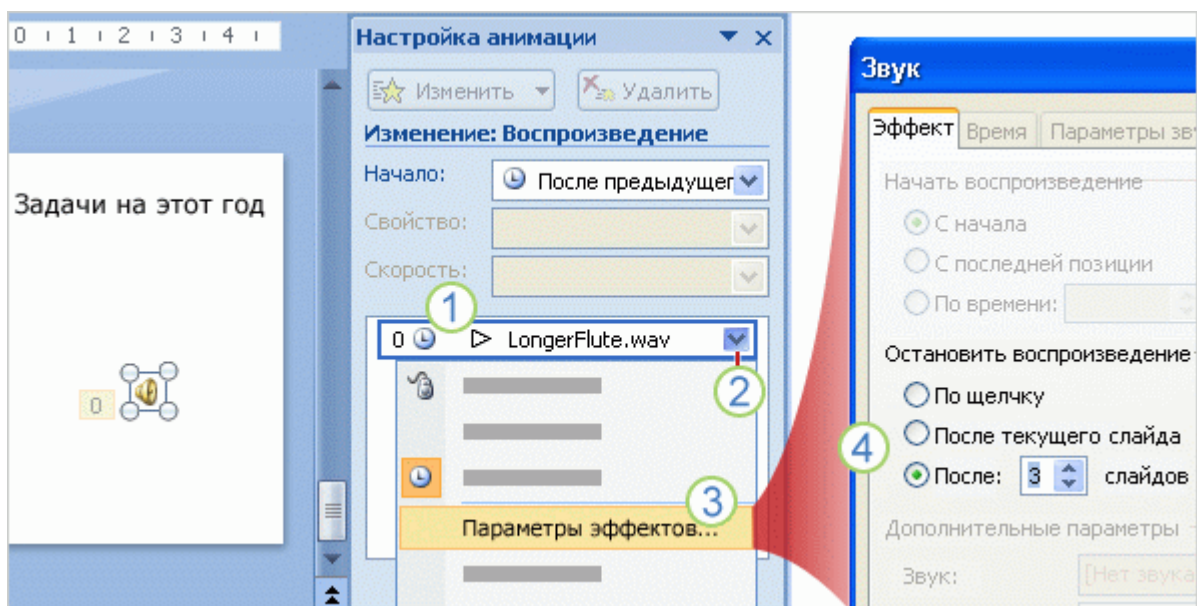 0 1 2 3 4
Задачи на этот год
0
Настройка анимации
Изменить
Удалить
Изменение: Воспроизведение
Начало:
После предыдущег
Свойство:
Скорость:
1
0 LongerFlute.wav
2
3
Параметры эффектов...
Звук
Эффект Время Параметры зв
Начать воспроизведение
С начала
С последней позиции
По времени:
Остановить воспроизведение
По щелчку
После текущего слайда
4
После: 3 слайдов
Дополнительные параметры
Звук: [Нет звука